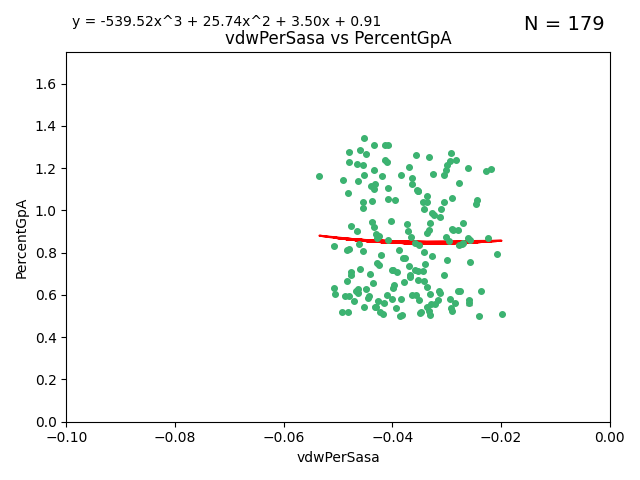 y = -539.52x^3 + 25.74x^2 + 3.50x + 0.91
N = 179
vdwPerSasa vs PercentGpA
1.6
1.4
1.2
1.0
0.8
0.6
0.4
0.2
0.0
PercentGpA
−0.10 −0.08 −0.06 −0.04 −0.02 0.00
vdwPerSasa